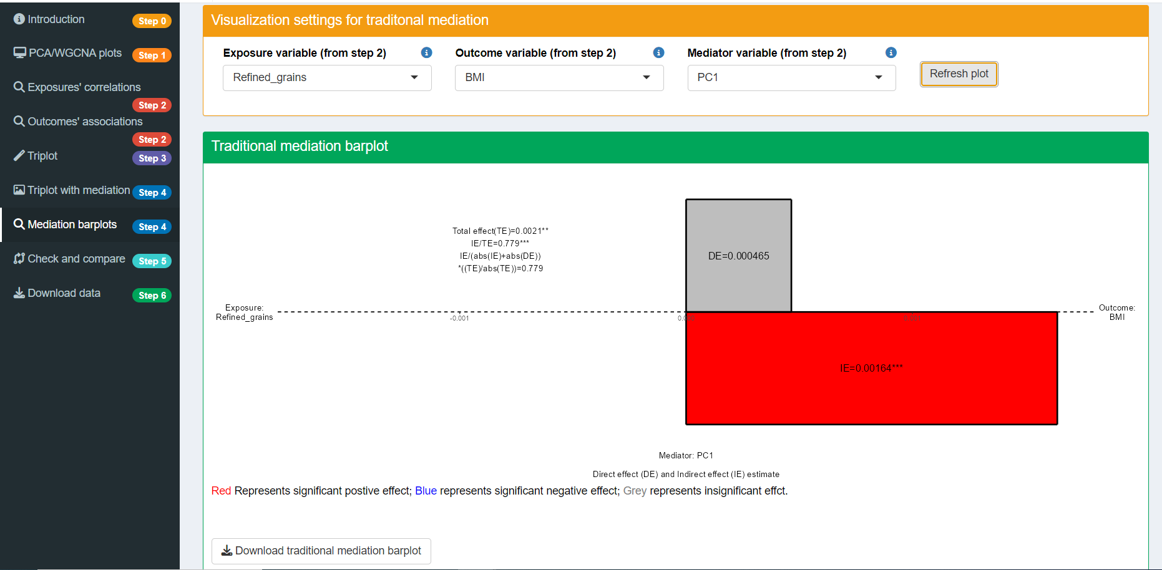 Introduction
Step 0
PCA/WGCNA plots
Step 1
Exposures' correlations
Step 2
Outcomes' associations
Step 2
Triplot
Step 3
Triplot with mediation
Step 4
Mediation barplots
Step 4
Check and compare
Step 5
Download data
Step 6
Visualization settings for traditonal mediation
Exposure variable (from step 2)
Outcome variable (from step 2)
Mediator variable (from step 2)
Refined_grains
BMI
PC1
Refresh plot
Traditional mediation barplot
Total effect(TE)=0.0021**
IE/TE=0.779***
IE/(abs(IE)+abs(DE))
*((TE)/abs(TE))=0.779
DE=0.000465
Exposure:
Refined_grains
-0.001
Outcome:
BMI
IE=0.00164***
Mediator: PC1
Direct effect (DE) and Indirect effect (IE) estimate
Red Represents significant postive effect; Blue represents significant negative effect; Grey represents insignificant effct.
Download traditional mediation barplot